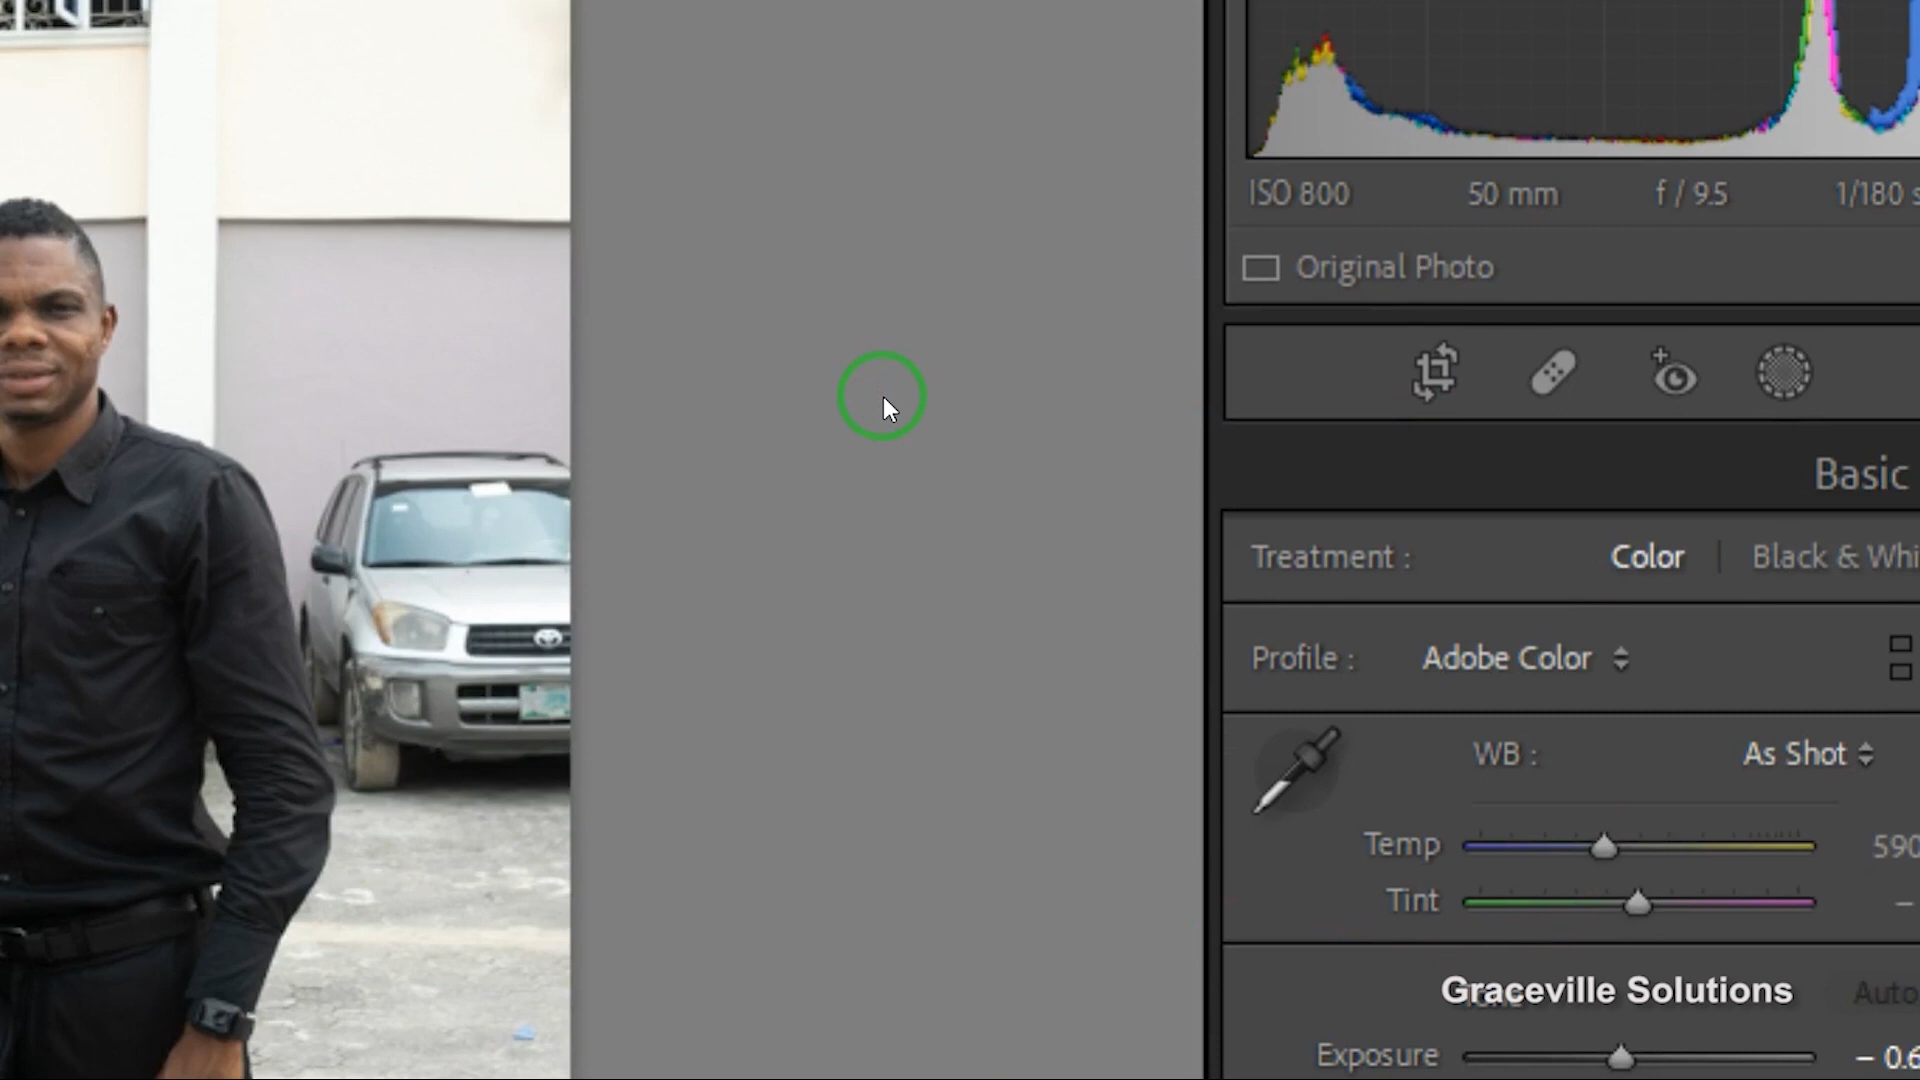 ISO 800 50 mm f / 9.5 1/180 s
Original Photo
Basic
Treatment : Color Black & Whi
Profile : Adobe Color
WB : As Shot
Temp 590
Tint –
Graceville Solutions Auto
Exposure – 0.6